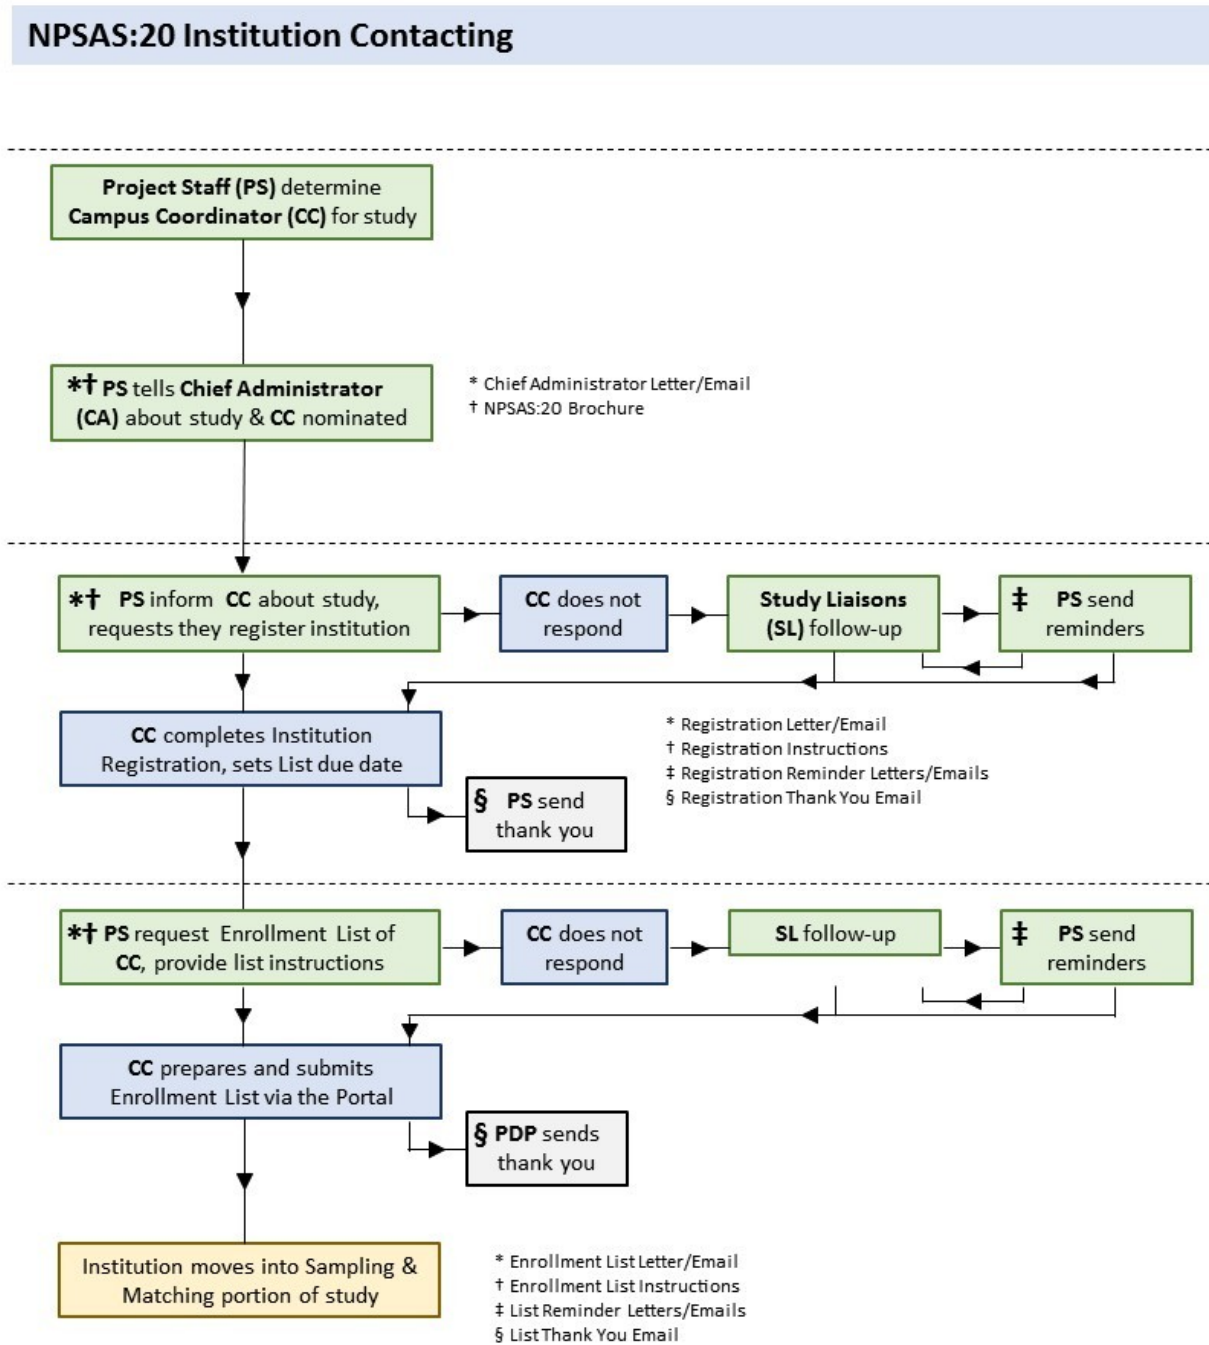 NPSAS:20 Institution Contacting
Project Staff (PS) determine
Campus Coordinator (CC) for study
*† PS tells Chief Administrator
(CA) about study & CC nominated
* Chief Administrator Letter/Email
† NPSAS:20 Brochure
*† PS inform CC about study,
requests they register institution
CC does not
respond
Study Liaisons
(SL) follow-up
‡ PS send
reminders
CC completes Institution
Registration, sets List due date
* Registration Letter/Email
† Registration Instructions
‡ Registration Reminder Letters/Emails
§ Registration Thank You Email
§ PS send
thank you
*† PS request Enrollment List of
CC, provide list instructions
CC does not
respond
SL follow-up
‡ PS send
reminders
CC prepares and submits
Enrollment List via the Portal
§ PDP sends
thank you
Institution moves into Sampling &
Matching portion of study
* Enrollment List Letter/Email
† Enrollment List Instructions
‡ List Reminder Letters/Emails
§ List Thank You Email